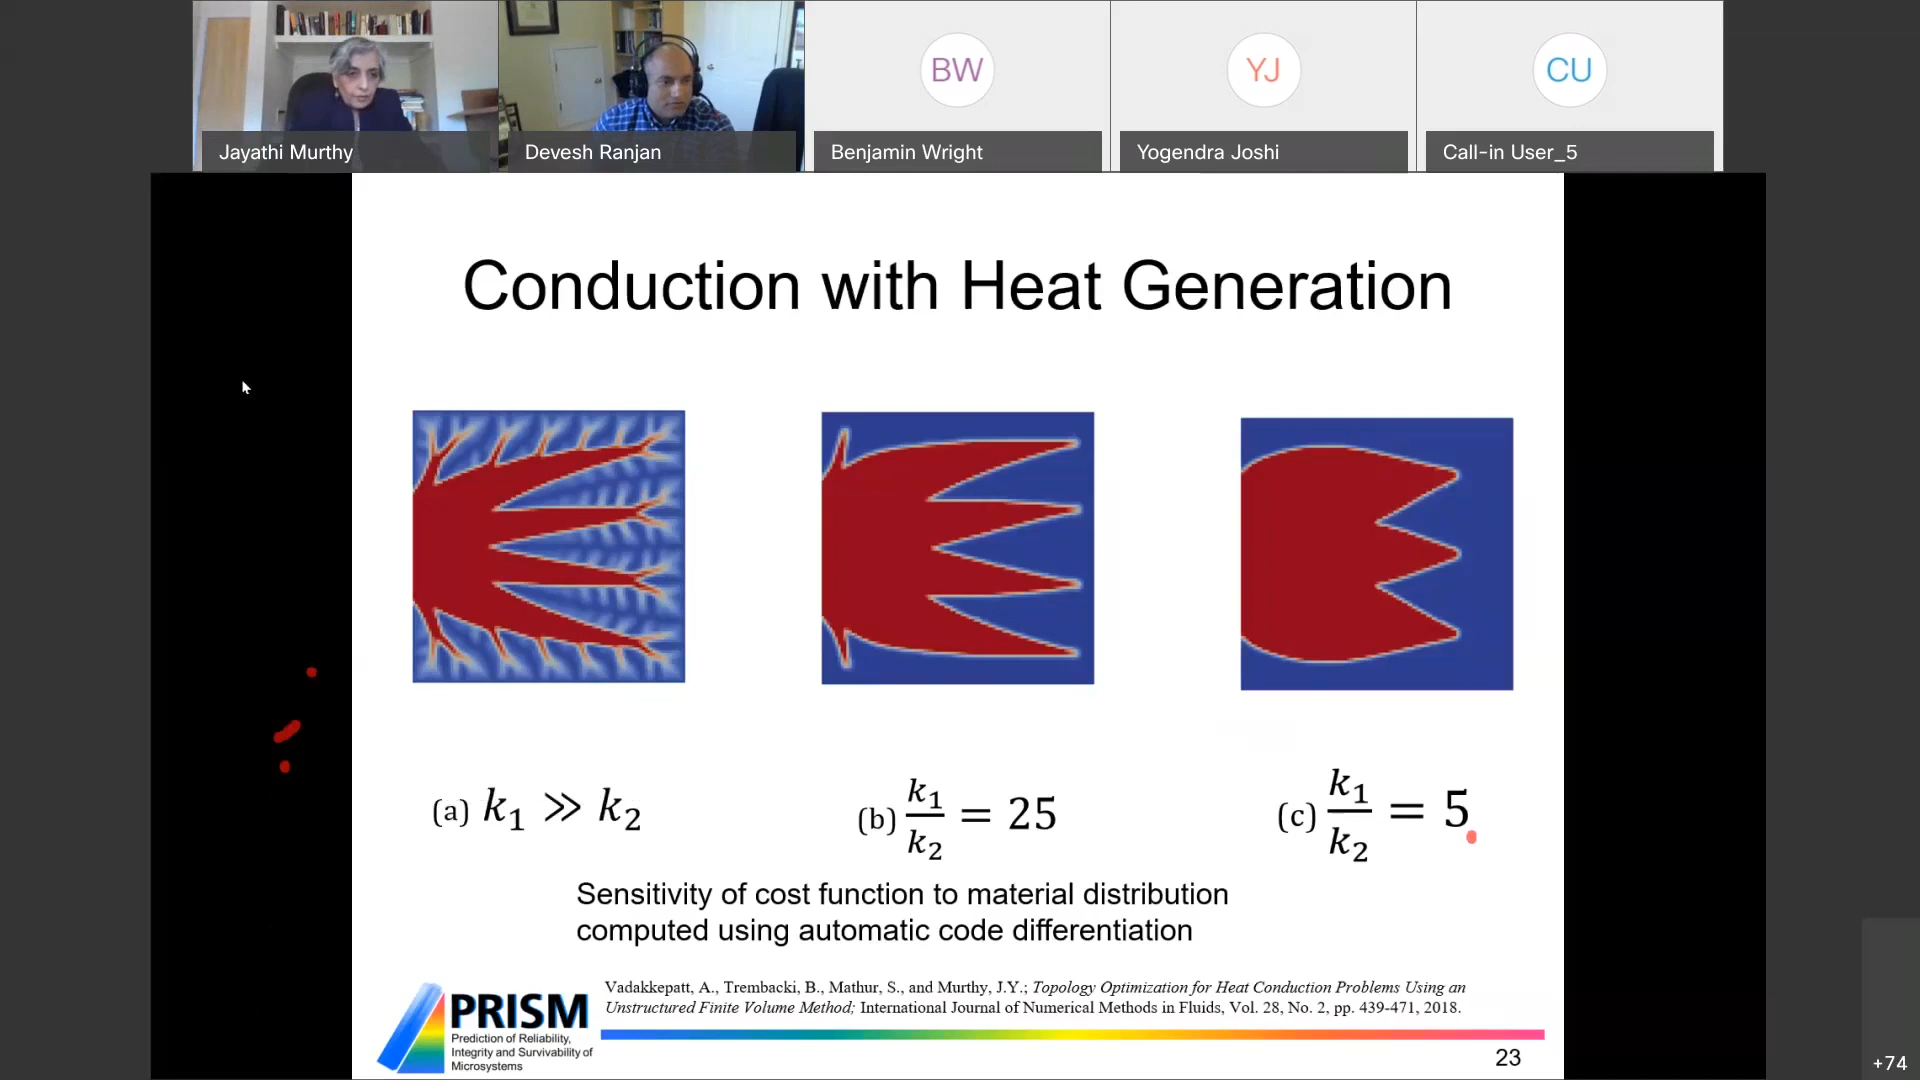 BW
YJ
CU
Jayathi Murthy
Devesh Ranjan
Benjamin Wright
Yogendra Joshi
Call-in User_5
Conduction with Heat Generation
(a) k₁ ≫ k₂
(b) k₁/k₂ = 25
(c) k₁/k₂ = 5
Sensitivity of cost function to material distribution
computed using automatic code differentiation
Vadakkepatt, A., Trembacki, B., Mathur, S., and Murthy, J.Y.; Topology Optimization for Heat Conduction Problems Using an
Unstructured Finite Volume Method; International Journal of Numerical Methods in Fluids, Vol. 28, No. 2, pp. 439-471, 2018.
PRISM
Prediction of Reliability,
Integrity and Survivability of
Microsystems
23
+74